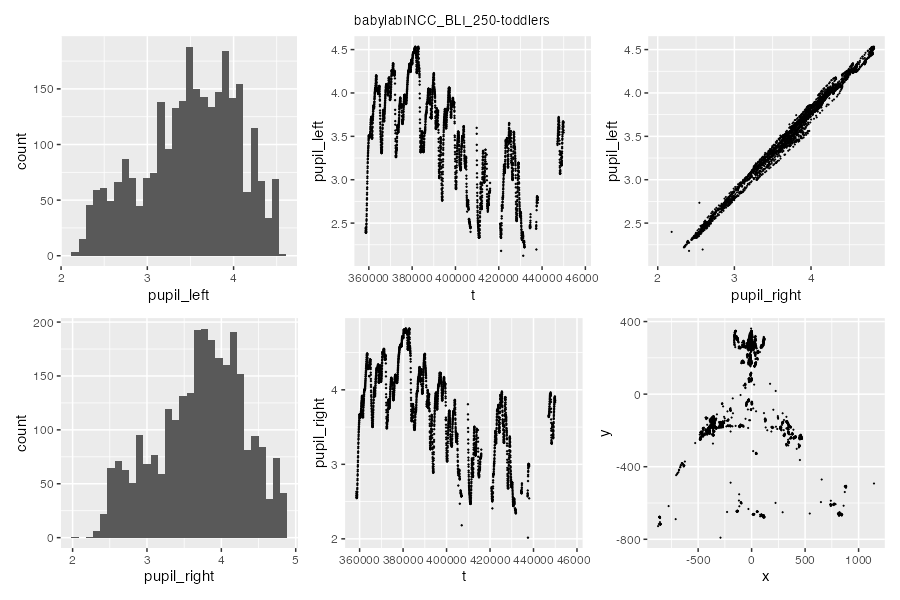 babylabINCC_BLI_250-toddlers
150
100
50
0
count
2 3 4
pupil_left
4.5
4.0
3.5
3.0
2.5
pupil_left
360000 380000 400000 420000 440000 46000
t
4.5
4.0
3.5
3.0
2.5
pupil_left
2 3 4
pupil_right
200
150
100
50
0
count
2 3 4 5
pupil_right
4
3
2
pupil_right
360000 380000 400000 420000 440000 46000
t
400
0
-400
-800
y
-500 0 500 1000
x